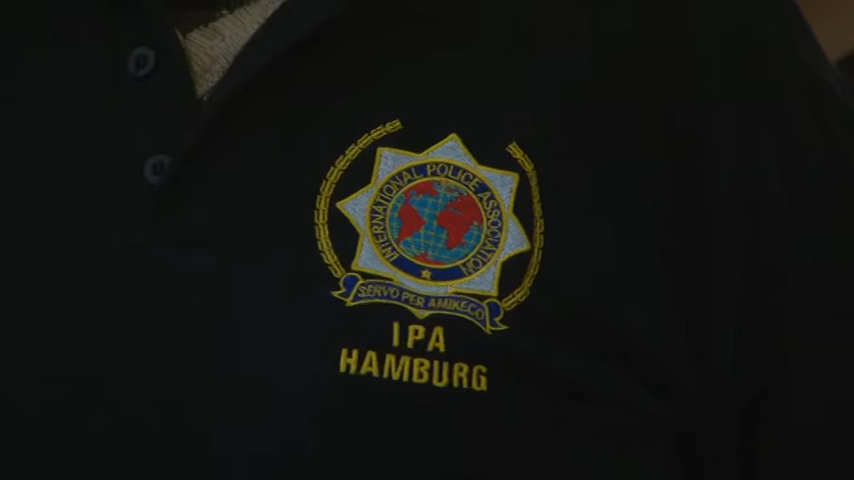 INTERNATIONAL POLICE ASSOCIATION
SERVO PER AMIKECO
IPA
HAMBURG